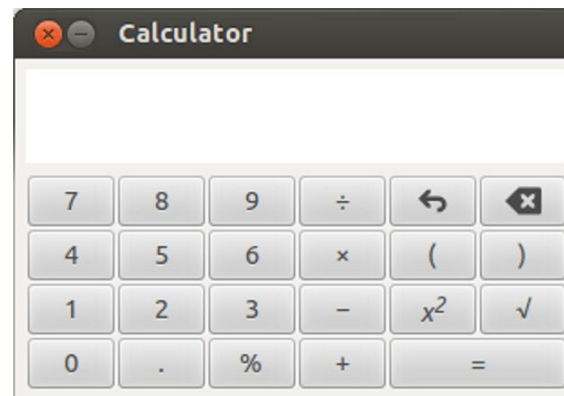 Calculator
7 8 9 ÷
4 5 6 × ( )
1 2 3 − x² √
0 . % + =